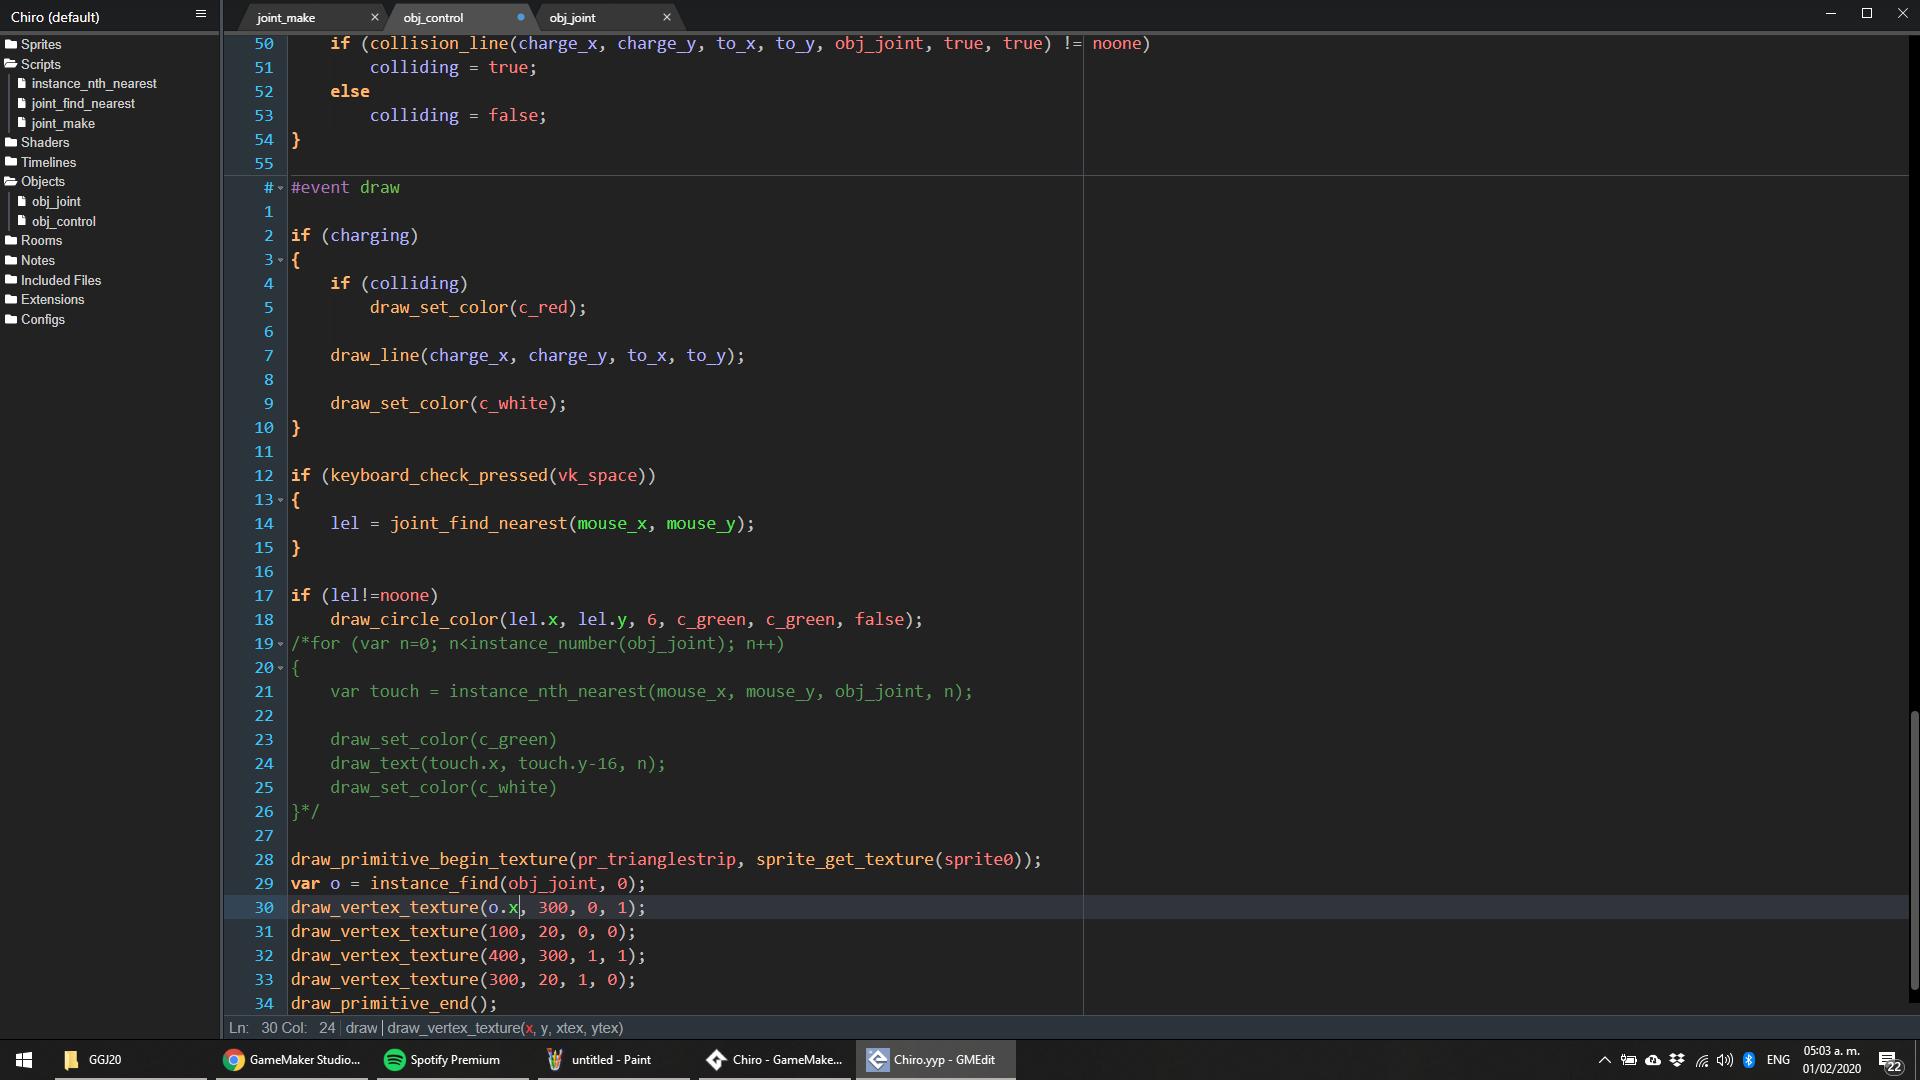 Chiro (default)
joint_make
obj_control
obj_joint
Sprites
Scripts
instance_nth_nearest
joint_find_nearest
joint_make
Shaders
Timelines
Objects
obj_joint
obj_control
Rooms
Notes
Included Files
Extensions
Configs
50 if (collision_line(charge_x, charge_y, to_x, to_y, obj_joint, true, true) != noone)
51 colliding = true;
52 else
53 colliding = false;
54 }
55
# #event draw
1
2 if (charging)
3 {
4 if (colliding)
5 draw_set_color(c_red);
6
7 draw_line(charge_x, charge_y, to_x, to_y);
8
9 draw_set_color(c_white);
10 }
11
12 if (keyboard_check_pressed(vk_space))
13 {
14 lel = joint_find_nearest(mouse_x, mouse_y);
15 }
16
17 if (lel!=noone)
18 draw_circle_color(lel.x, lel.y, 6, c_green, c_green, false);
19 /*for (var n=0; n<instance_number(obj_joint); n++)
20 {
21 var touch = instance_nth_nearest(mouse_x, mouse_y, obj_joint, n);
22
23 draw_set_color(c_green)
24 draw_text(touch.x, touch.y-16, n);
25 draw_set_color(c_white)
26 }*/
27
28 draw_primitive_begin_texture(pr_trianglestrip, sprite_get_texture(sprite0));
29 var o = instance_find(obj_joint, 0);
30 draw_vertex_texture(o.x, 300, 0, 1);
31 draw_vertex_texture(100, 20, 0, 0);
32 draw_vertex_texture(400, 300, 1, 1);
33 draw_vertex_texture(300, 20, 1, 0);
34 draw_primitive_end();
Ln: 30 Col: 24 draw draw_vertex_texture(x, y, xtex, ytex)
GGJ20
GameMaker Studio...
Spotify Premium
untitled - Paint
Chiro - GameMake...
Chiro.yyp - GMEdit
ENG
05:03 a. m.
01/02/2020
22